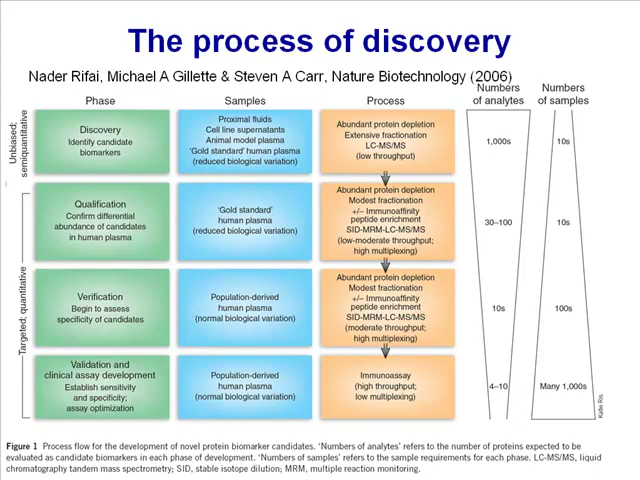 The process of discovery
Nader Rifai, Michael A Gillette & Steven A Carr, Nature Biotechnology (2006)
Phase
Samples
Process
Numbers
of analytes
Numbers
of samples
Unbiased;
semiquantitative
Discovery
Identify candidate
biomarkers
Proximal fluids
Cell line supernatants
Animal model plasma
'Gold standard' human plasma
(reduced biological variation)
Abundant protein depletion
Extensive fractionation
LC-MS/MS
(low throughput)
1,000s
10s
Targeted; quantitative
Qualification
Confirm differential
abundance of candidates
in human plasma
'Gold standard'
human plasma
(reduced biological variation)
Abundant protein depletion
Modest fractionation
+/– Immunoaffinity
peptide enrichment
SID-MRM-LC-MS/MS
(low-moderate throughput;
high multiplexing)
30–100
10s
Verification
Begin to assess
specificity of candidates
Population-derived
human plasma
(normal biological variation)
Abundant protein depletion
Modest fractionation
+/– Immunoaffinity
peptide enrichment
SID-MRM-LC-MS/MS
(moderate throughput;
high multiplexing)
10s
100s
Validation and
clinical assay development
Establish sensitivity
and specificity;
assay optimization
Population-derived
human plasma
(normal biological variation)
Immunoassay
(high throughput;
low multiplexing)
4–10
Many 1,000s
Katie Ris
Figure 1 Process flow for the development of novel protein biomarker candidates. 'Numbers of analytes' refers to the number of proteins expected to be
evaluated as candidate biomarkers in each phase of development. 'Numbers of samples' refers to the sample requirements for each phase. LC-MS/MS, liquid
chromatography tandem mass spectrometry; SID, stable isotope dilution; MRM, multiple reaction monitoring.